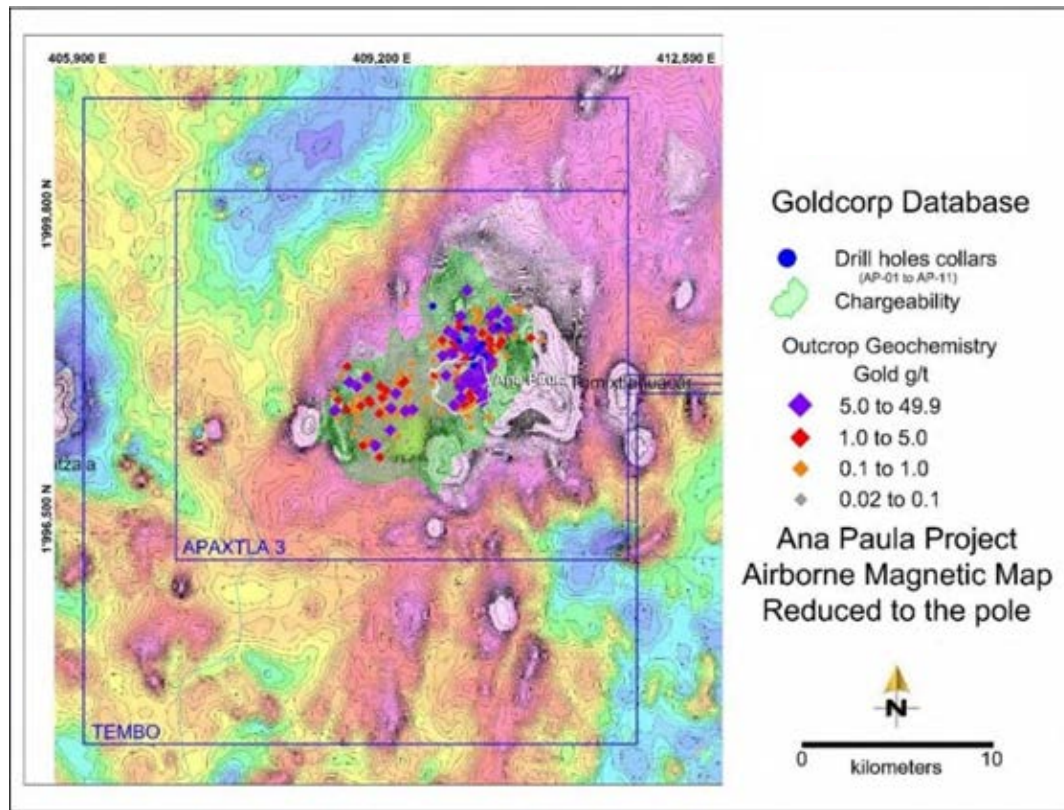 405,900 E
409,200 E
412,590 E
1'999,800 N
1'996,500 N
Ana Paula
itzala
APAXTLA 3
TEMBO
Goldcorp Database
Drill holes collars
(AP-01 to AP-11)
Chargeability
Outcrop Geochemistry
Gold g/t
5.0 to 49.9
1.0 to 5.0
0.1 to 1.0
0.02 to 0.1
Ana Paula Project
Airborne Magnetic Map
Reduced to the pole
N
0
10
kilometers